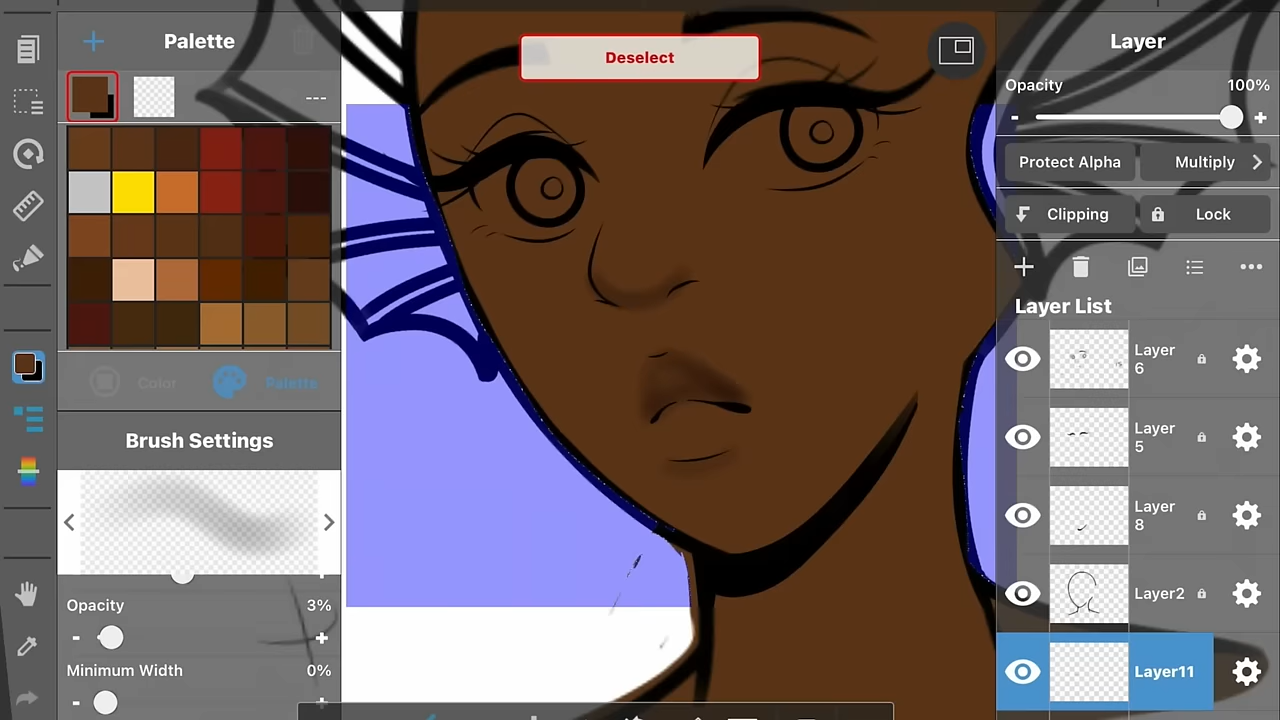 Palette
---
Color
Palette
Brush Settings
Opacity
3%
- +
Minimum Width
0%
-
Deselect
Layer
Opacity
100%
- +
Protect Alpha
Multiply
Clipping
Lock
Layer List
Layer
6
Layer
5
Layer
8
Layer2
Layer11